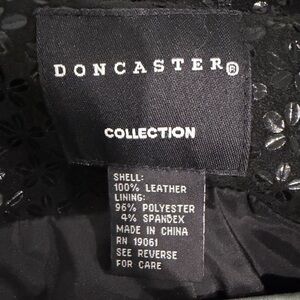 DONCASTER®
COLLECTION
SHELL:
100% LEATHER
LINING:
96% POLYESTER
4% SPANDEX
MADE IN CHINA
RN 19061
SEE REVERSE
FOR CARE